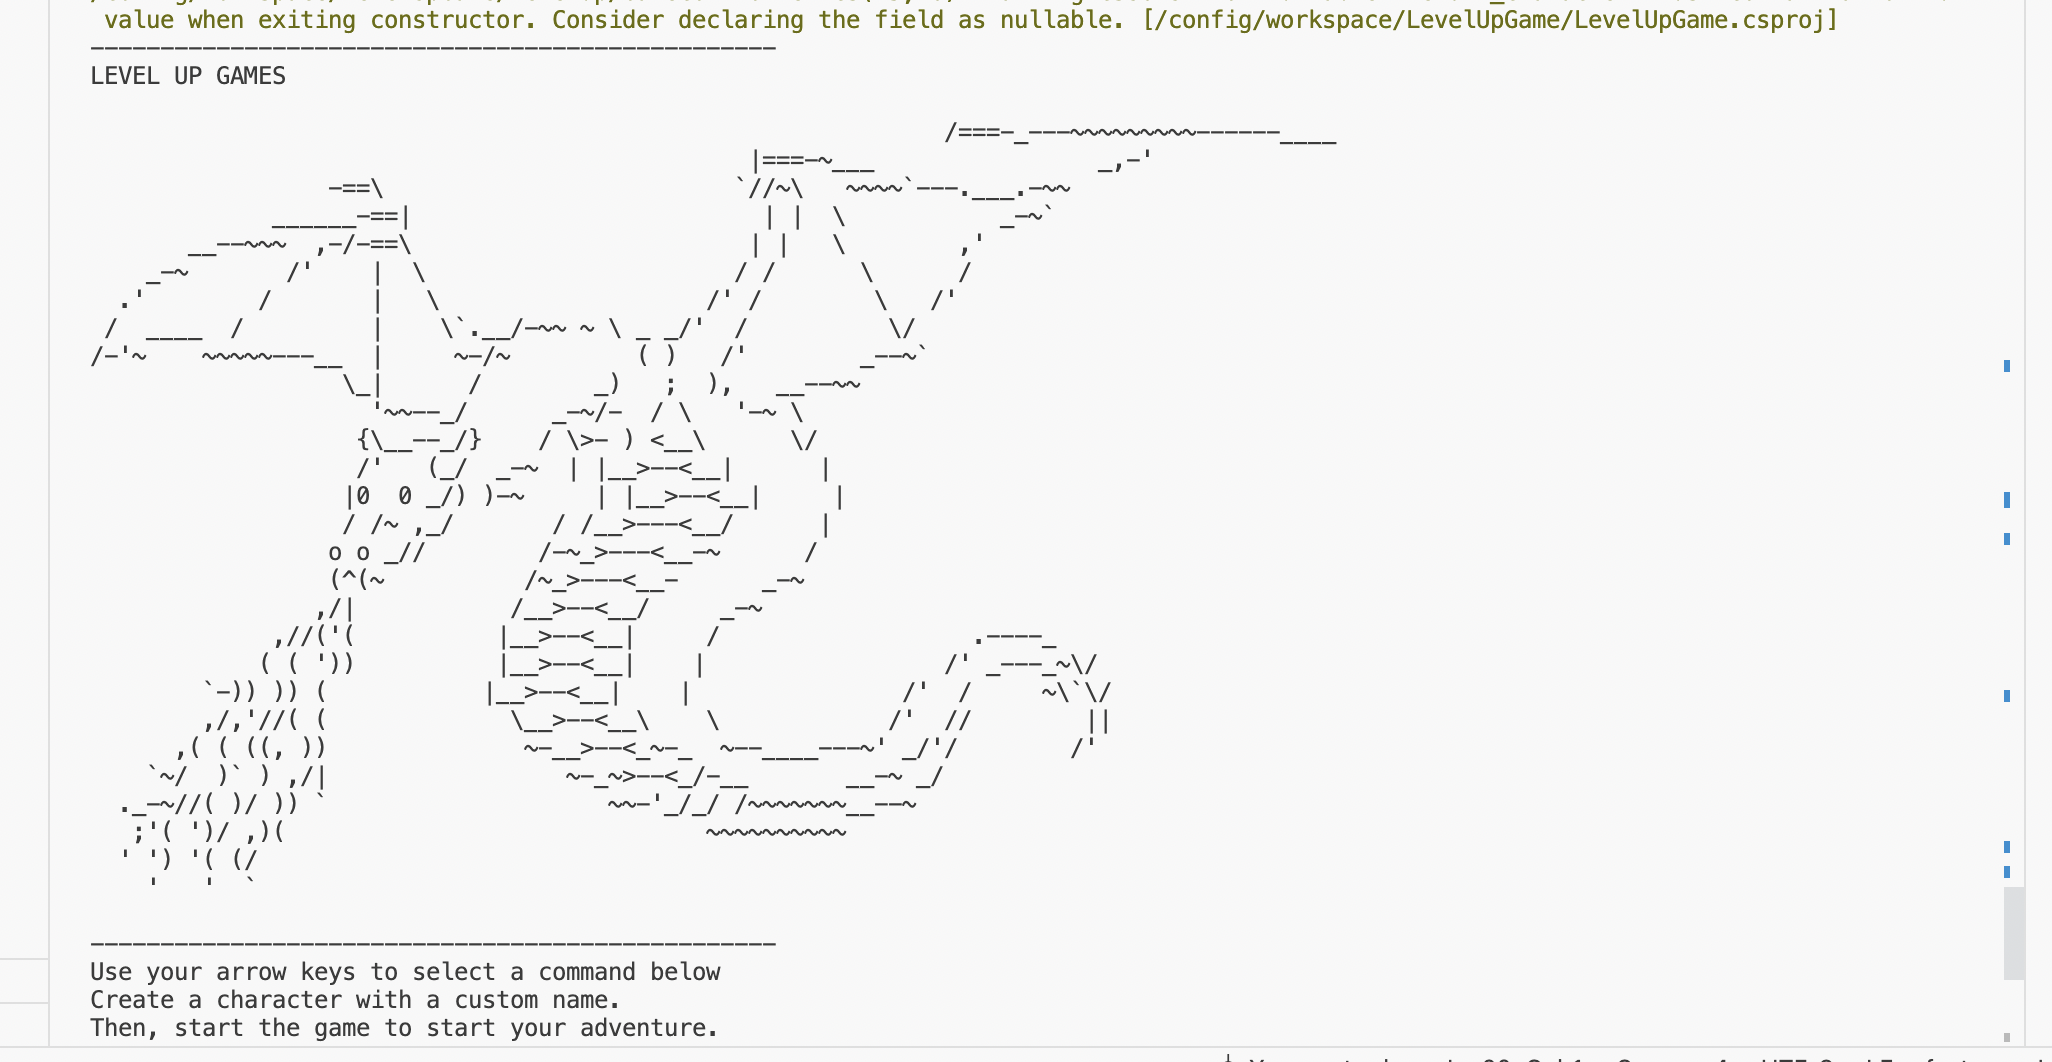 value when exiting constructor. Consider declaring the field as nullable. [/config/workspace/LevelUpGame/LevelUpGame.csproj]
LEVEL UP GAMES
Use your arrow keys to select a command below
Create a character with a custom name.
Then, start the game to start your adventure.